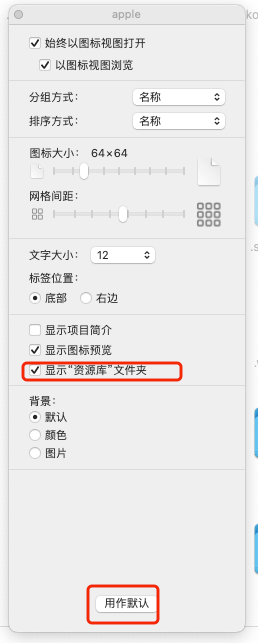 apple
始终以图标视图打开
以图标视图浏览
分组方式： 名称
排序方式： 名称
图标大小： 64×64
网格间距：
文字大小： 12
标签位置：
底部 右边
显示项目简介
显示图标预览
显示“资源库”文件夹
背景：
默认
颜色
图片
用作默认